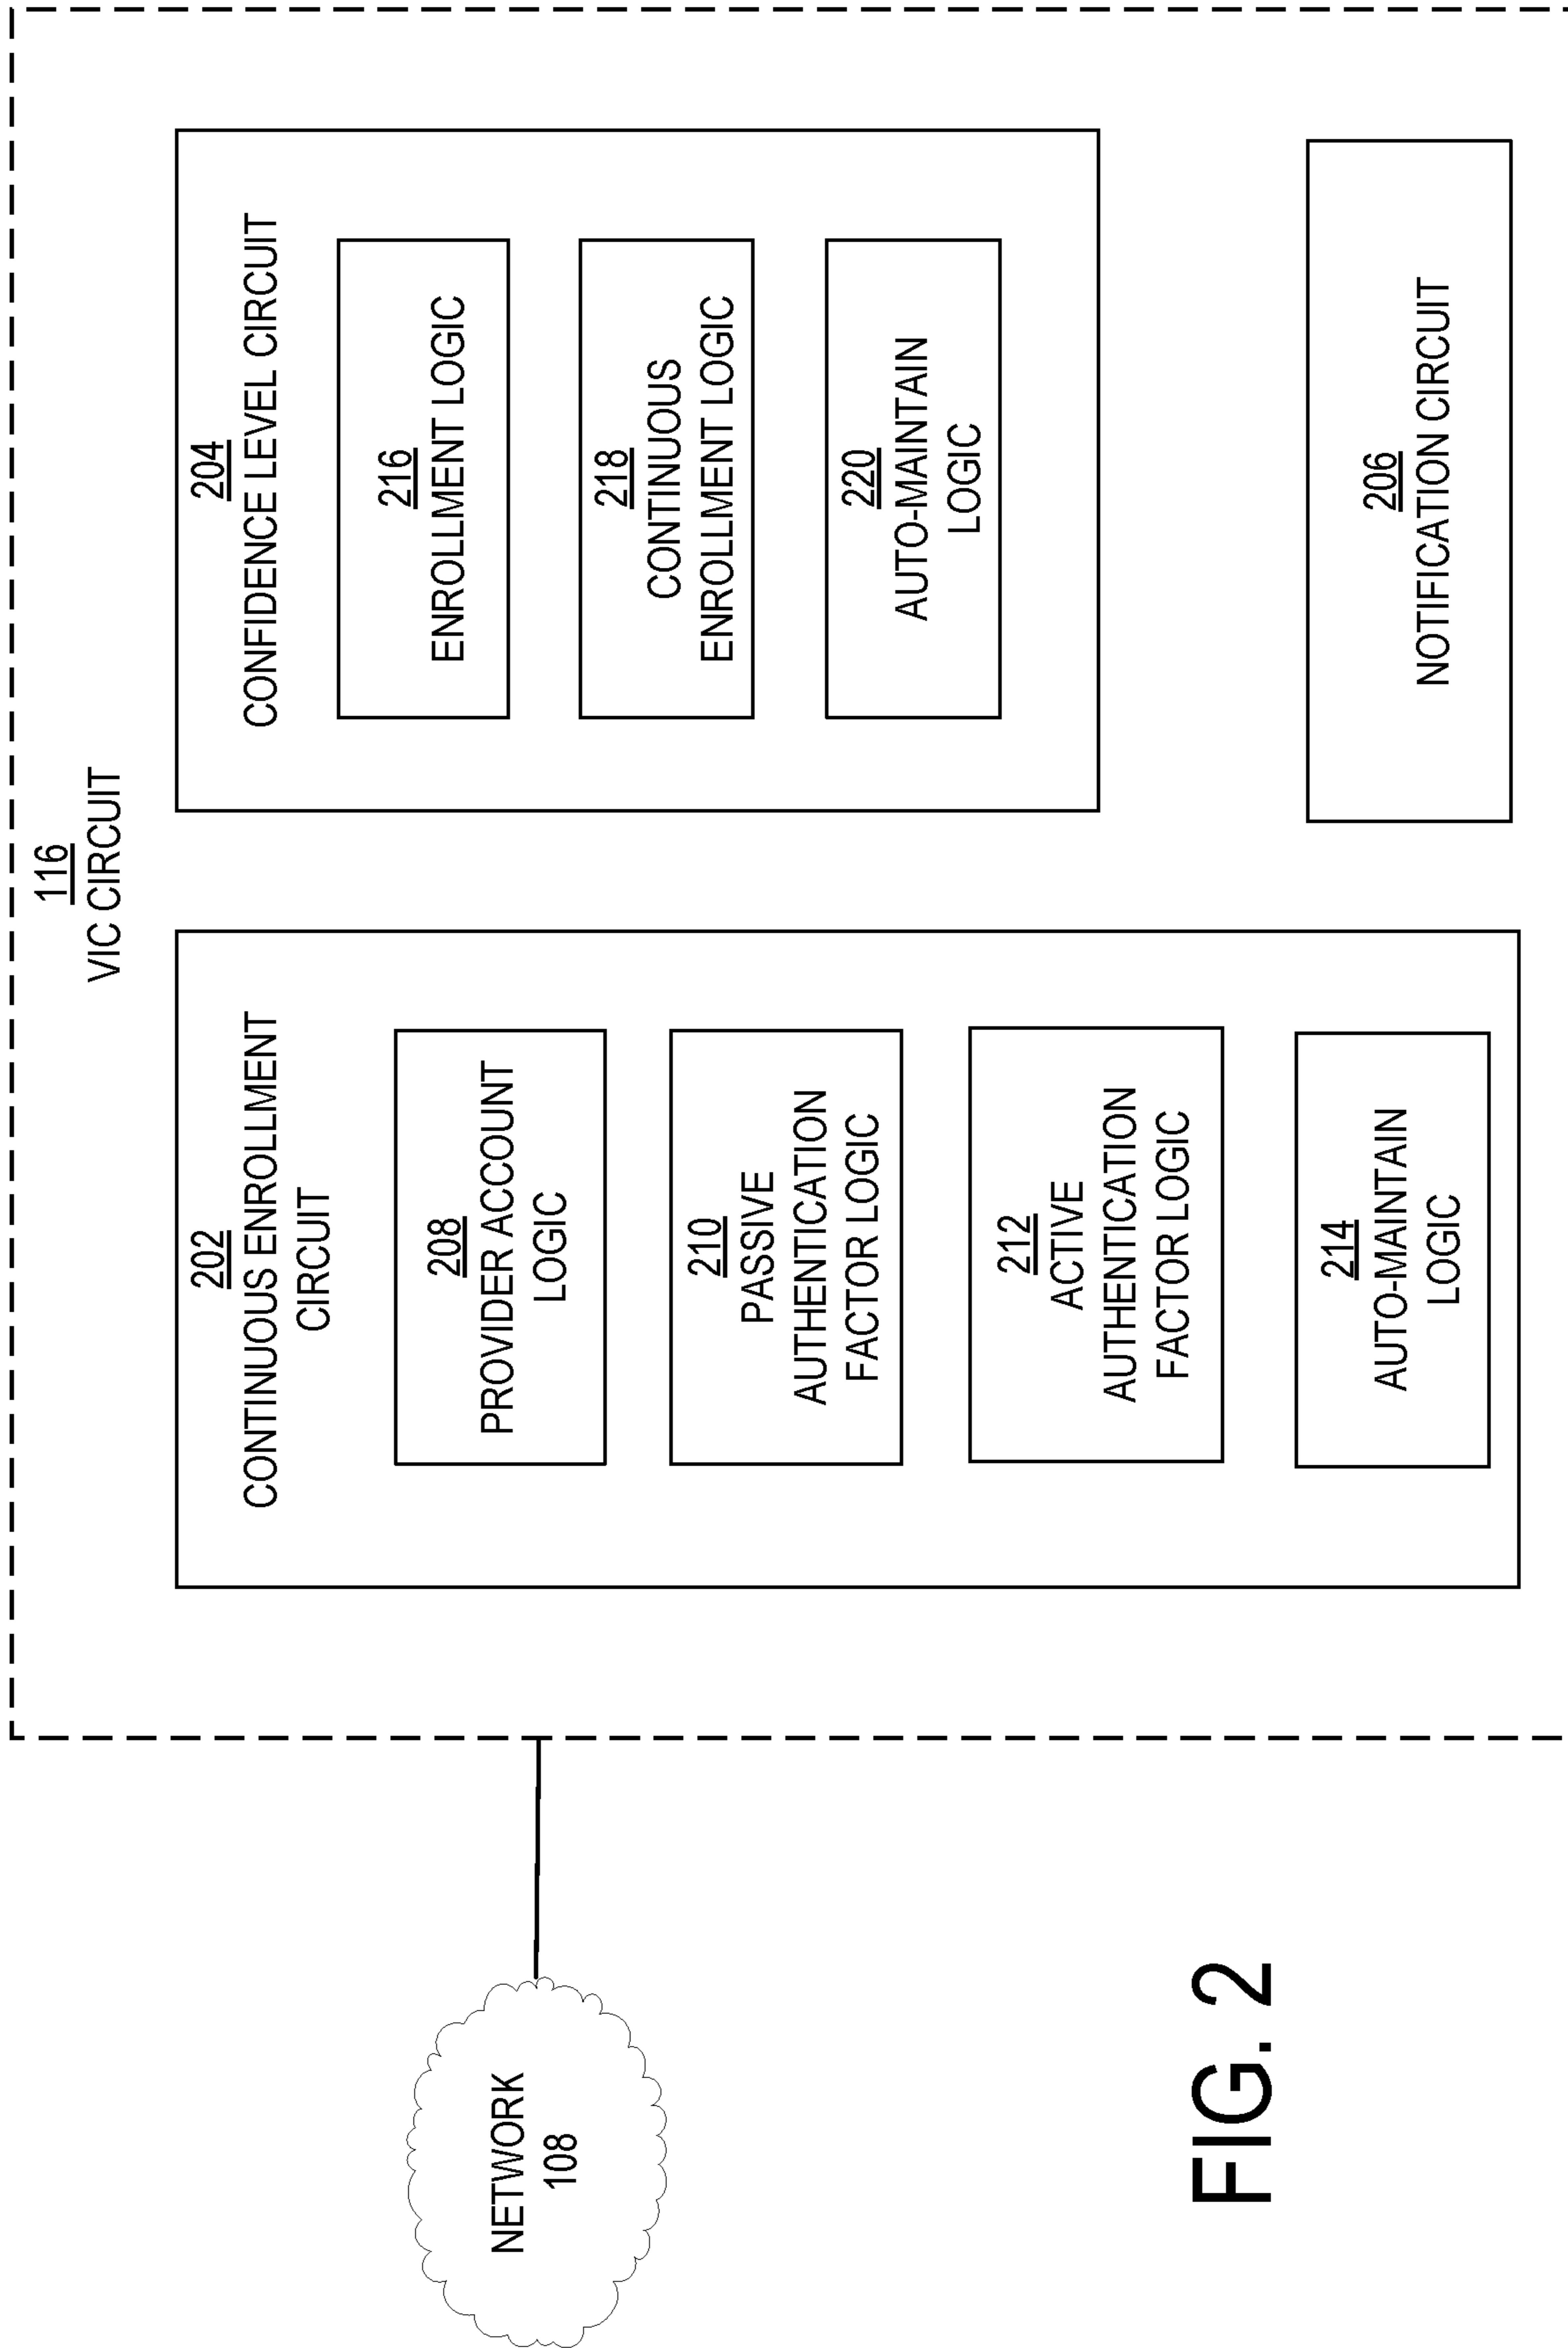 116
VIC CIRCUIT
202
CONTINUOUS ENROLLMENT
CIRCUIT
208
PROVIDER ACCOUNT
LOGIC
210
PASSIVE
AUTHENTICATION
FACTOR LOGIC
212
ACTIVE
AUTHENTICATION
FACTOR LOGIC
214
AUTO-MAINTAIN
LOGIC
204
CONFIDENCE LEVEL CIRCUIT
216
ENROLLMENT LOGIC
218
CONTINUOUS
ENROLLMENT LOGIC
220
AUTO-MAINTAIN
LOGIC
206
NOTIFICATION CIRCUIT
NETWORK
108
FIG. 2